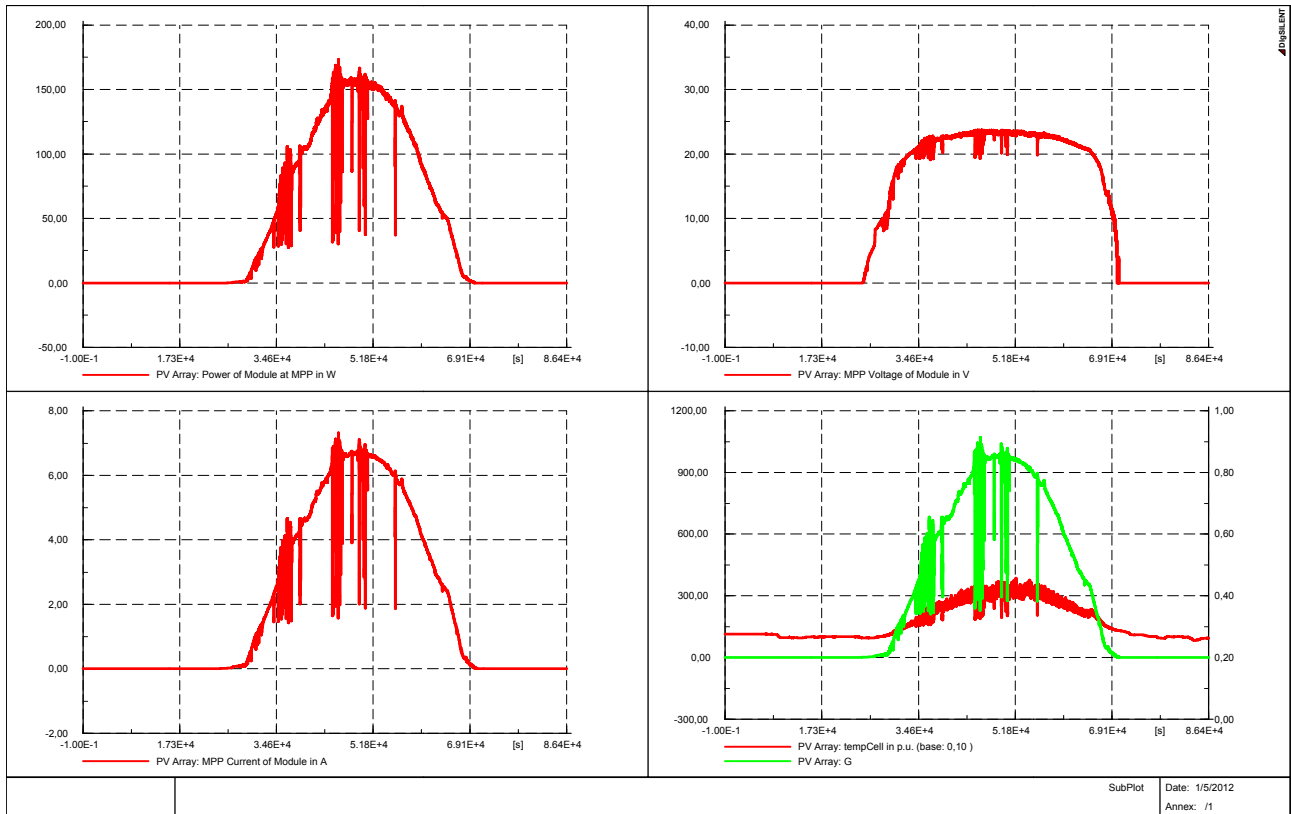 200,00
150,00
100,00
50,00
0,00
-50,00
-1.00E-1 1.73E+4 3.46E+4 5.18E+4 6.91E+4 [s] 8.64E+4
PV Array: Power of Module at MPP in W
40,00
30,00
20,00
10,00
0,00
-10,00
-1.00E-1 1.73E+4 3.46E+4 5.18E+4 6.91E+4 [s] 8.64E+4
PV Array: MPP Voltage of Module in V
DIgSILENT
8,00
6,00
4,00
2,00
0,00
-2,00
-1.00E-1 1.73E+4 3.46E+4 5.18E+4 6.91E+4 [s] 8.64E+4
PV Array: MPP Current of Module in A
1200,00 1,00
900,00 0,80
600,00 0,60
300,00 0,40
0,00 0,20
-300,00 0,00
-1.00E-1 1.73E+4 3.46E+4 5.18E+4 6.91E+4 [s] 8.64E+4
PV Array: tempCell in p.u. (base: 0,10 )
PV Array: G
SubPlot
Date: 1/5/2012
Annex: /1